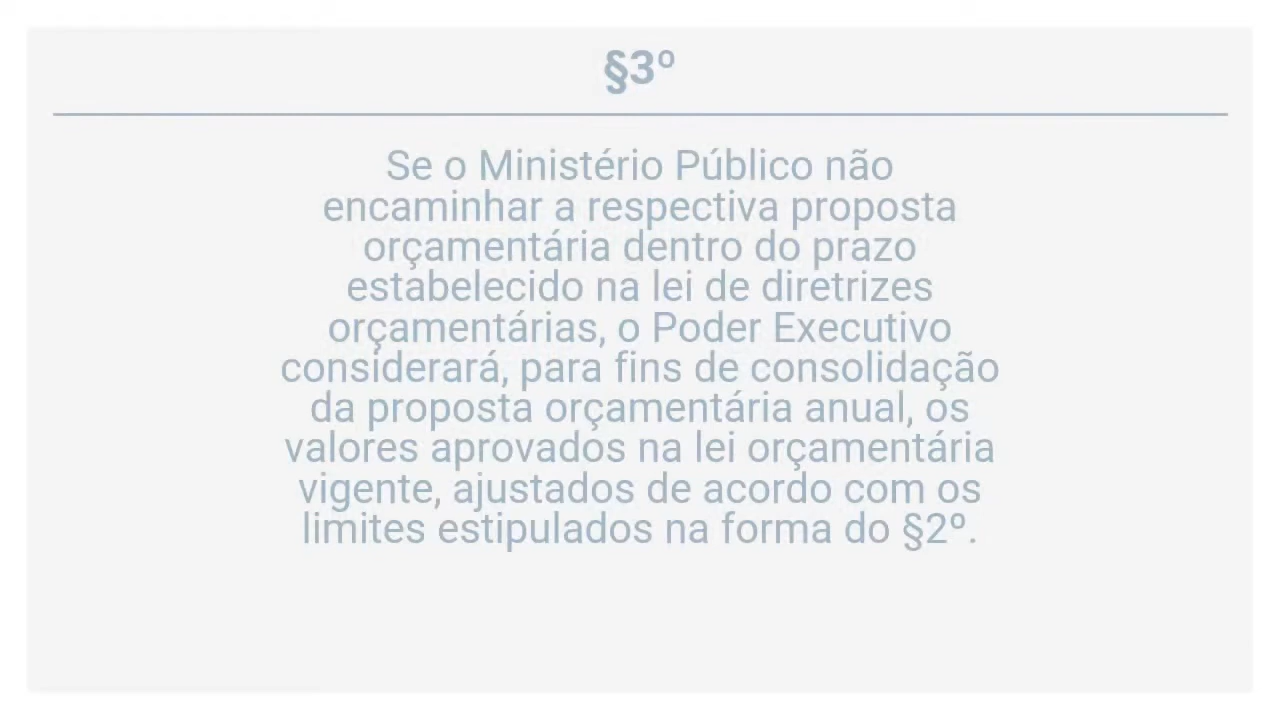 §3º
Se o Ministério Público não
encaminhar a respectiva proposta
orçamentária dentro do prazo
estabelecido na lei de diretrizes
orçamentárias, o Poder Executivo
considerará, para fins de consolidação
da proposta orçamentária anual, os
valores aprovados na lei orçamentária
vigente, ajustados de acordo com os
limites estipulados na forma do §2º.